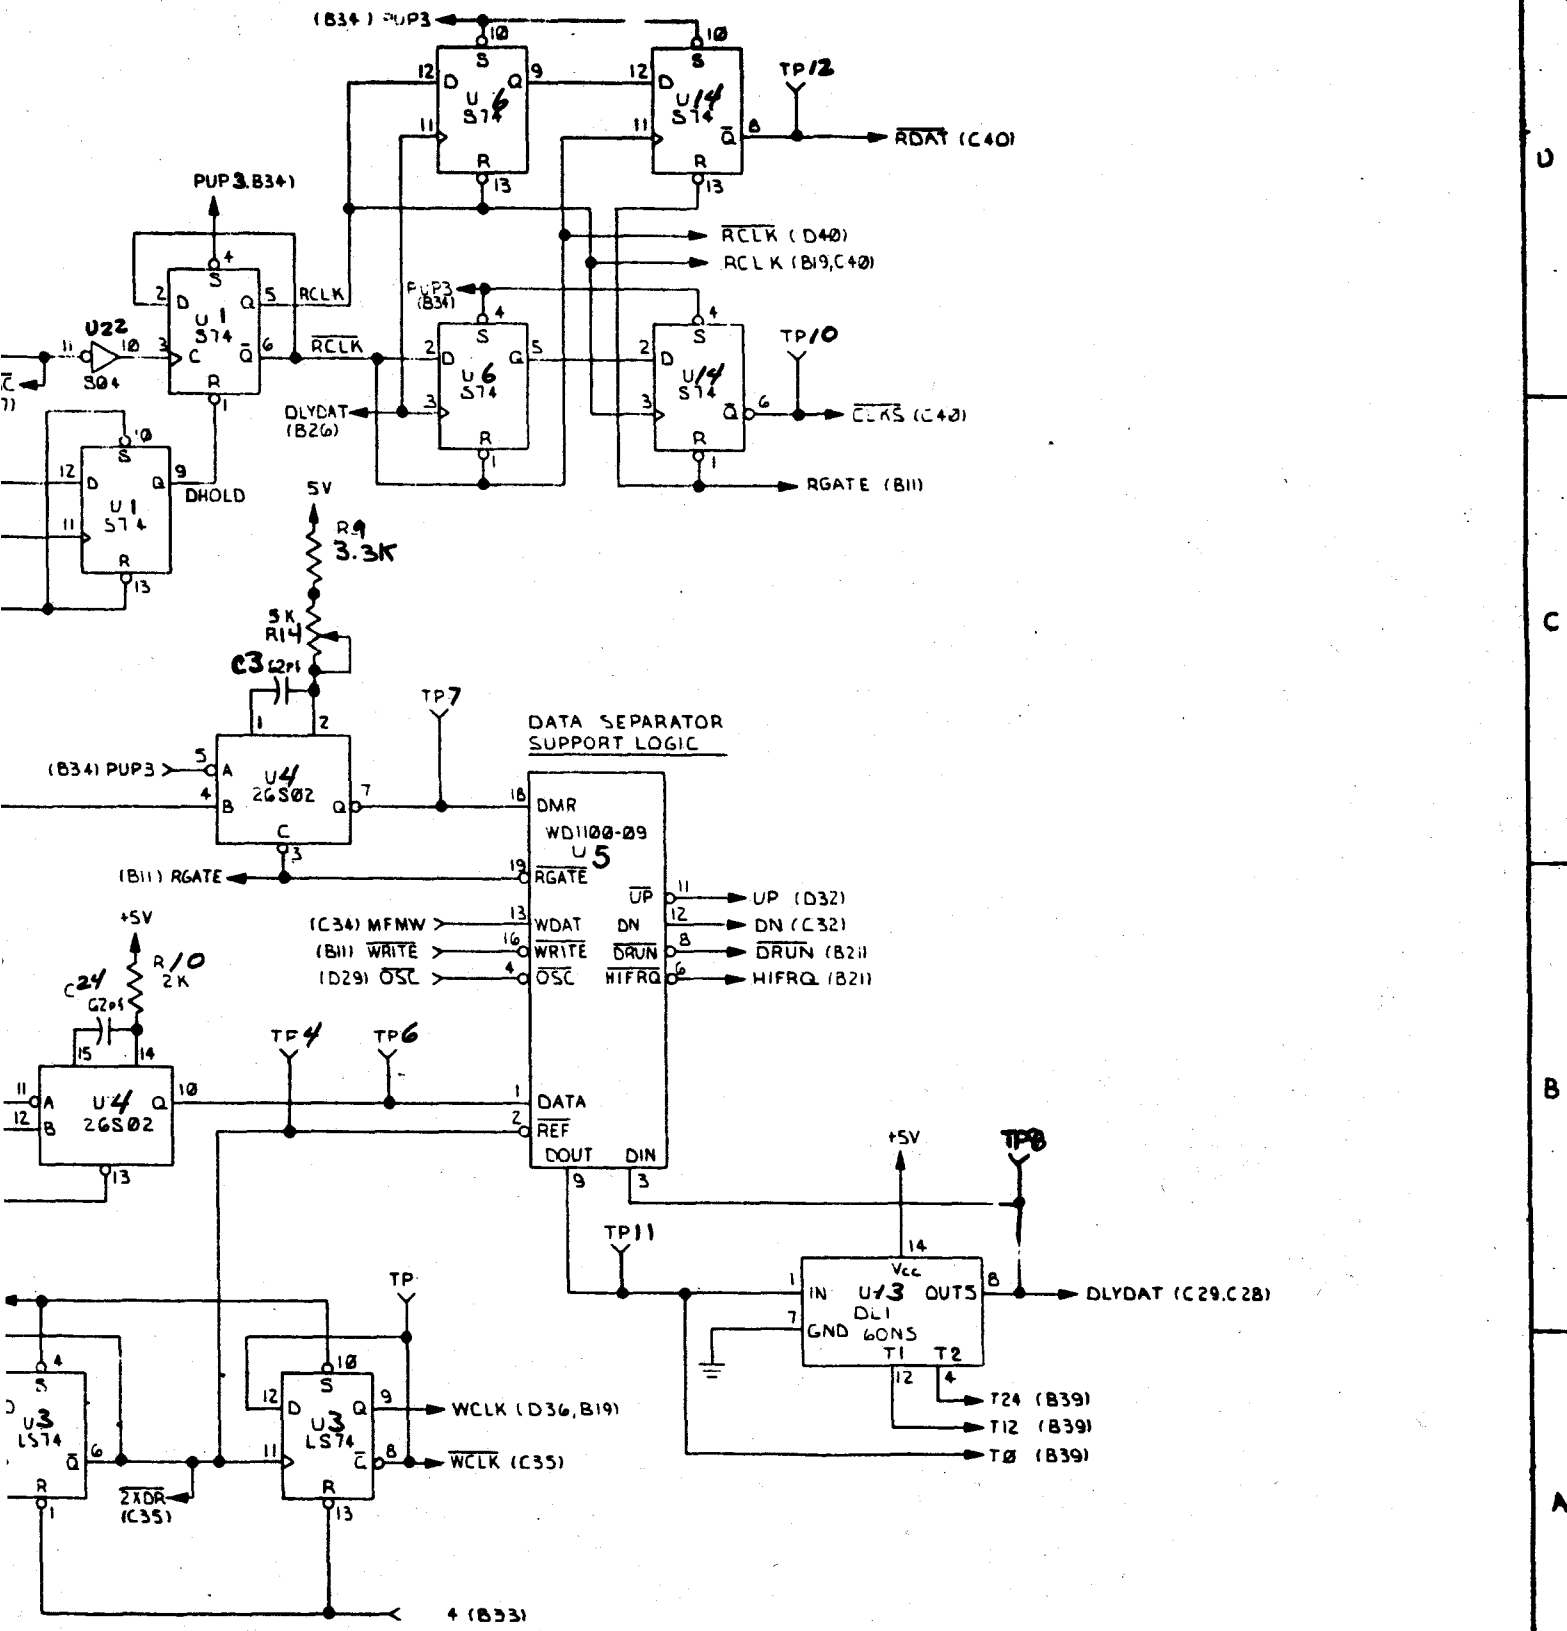 (B34) PUP3
10
S
12 D Q 9
U 6
S74
11
R
13
10
S
12 D
U14
S74
11
Q 8
R
13
TP12
RDAT (C40)
D
PUP3 B34)
4
S
2 D Q 5 RCLK
U1
S74
U22
11 10
S04
3 C Q 6 RCLK
R
1
RCLK (D40)
RCLK (B19,C40)
PUP3
(B34)
4
S
2 D Q 5
U6
S74
3
R
1
DLYDAT
(B26)
4
S
2 D
U14
S74
3
Q 6
R
1
TP10
CLKS (C40)
RGATE (B11)
C
7)
10
S
12 D Q 9
DHOLD
U1
S74
11
R
13
5V
R9
3.3K
5K
R14
C3 62pf
C
1 2
(B34) PUP3 5 A
U4
26S02
4 B Q 7
C
3
TP7
DATA SEPARATOR
SUPPORT LOGIC
18 DMR
WD1100-09
U5
(B11) RGATE 19 RGATE
UP 11 UP (D32)
(C34) MFMW 13 WDAT DN 12 DN (C32)
(B11) WRITE 16 WRITE DRUN 8 DRUN (B21)
(D29) OSC 4 OSC HIFRQ 6 HIFRQ (B21)
+5V
R10
2K
C24
62pf
15 14
11 A U4 Q 10
12 B 26S02
13
TP4
TP6
1 DATA
2 REF
DOUT DIN
9 3
B
+5V
TP8
TP11
14
Vcc
1 IN U13 OUT5 8 DLYDAT (C29,C28)
DL1
7 GND 60NS
T1 T2
12 4
T24 (B39)
T12 (B39)
T0 (B39)
TP
4
S
D
U3
LS74
Q 6
R
1
10
S
12 D Q 9 WCLK (D36,B19)
U3
LS74
11 Q 8 WCLK (C35)
R
13
2XDR
(C35)
A
4 (B33)